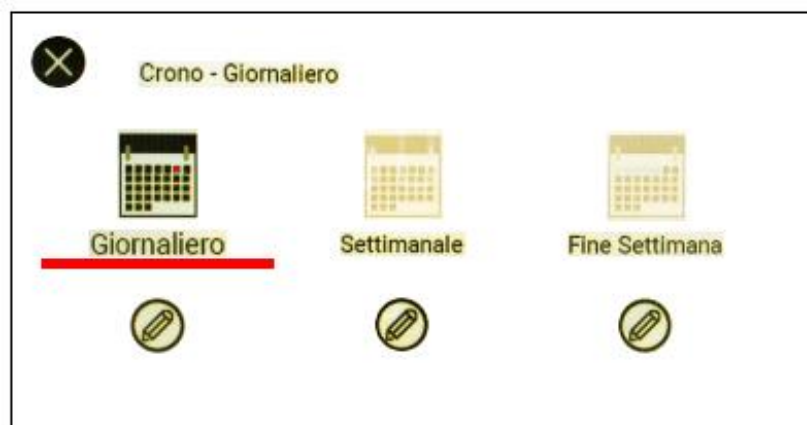 Crono - Giornaliero
Giornaliero
Settimanale
Fine Settimana